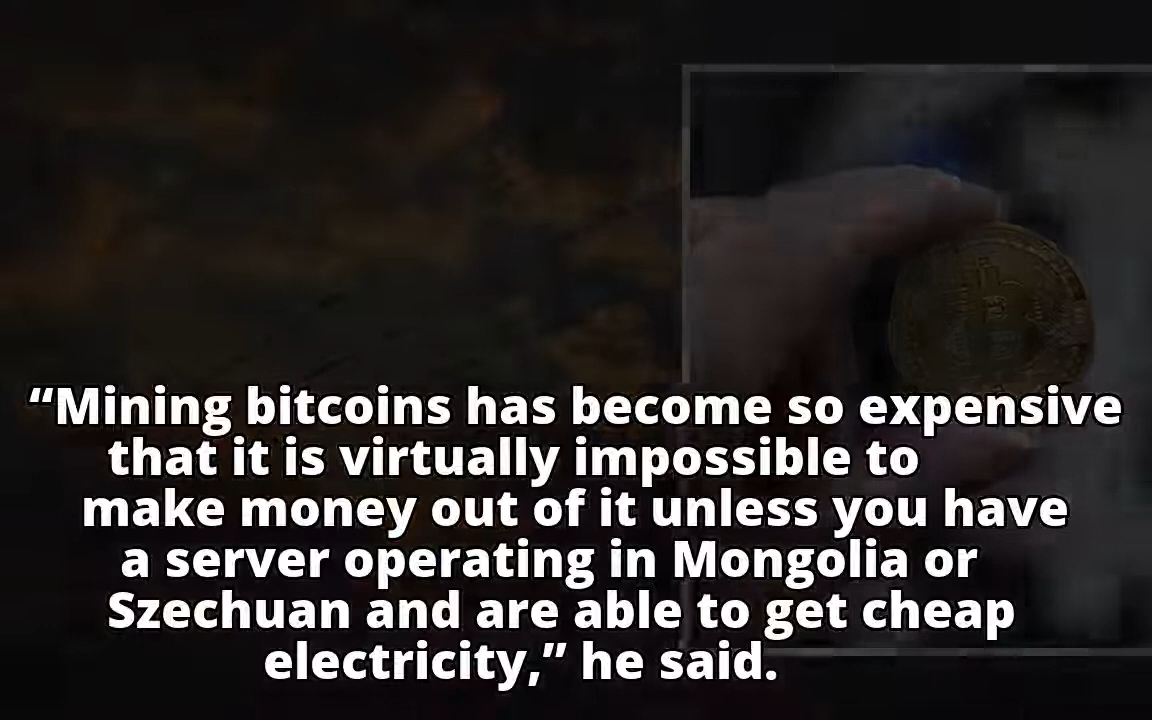 “Mining bitcoins has become so expensive
that it is virtually impossible to
make money out of it unless you have
a server operating in Mongolia or
Szechuan and are able to get cheap
electricity,” he said.